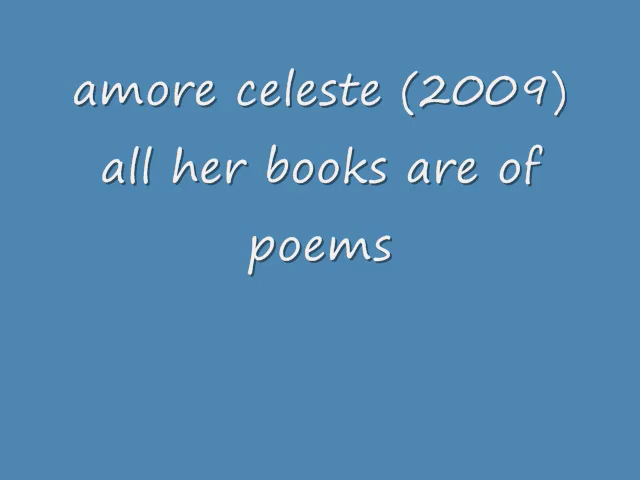 amore celeste (2009)
all her books are of
poems